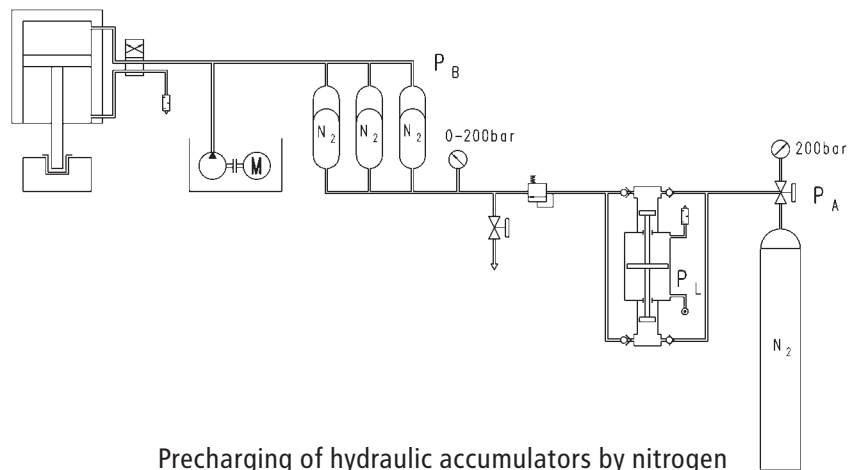 P B
N 2
N 2
N 2
0-200bar
200bar
M
P A
P L
N 2
Precharging of hydraulic accumulators by nitrogen